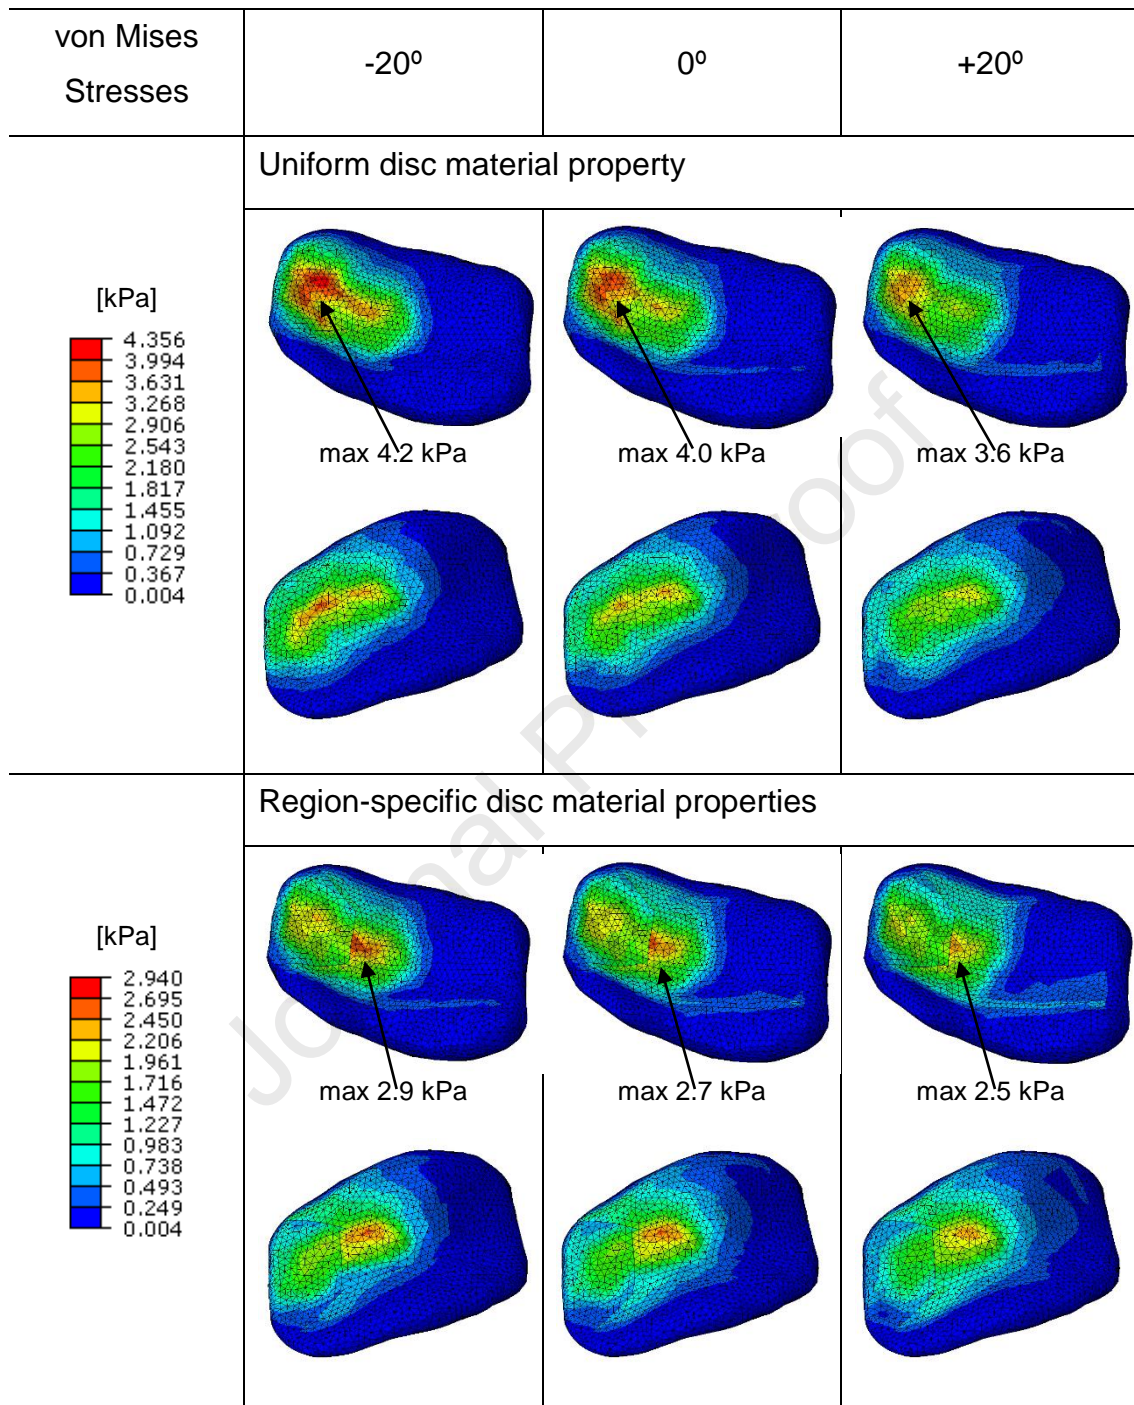 von Mises
Stresses
-20º
0º
+20º
Uniform disc material property
[kPa]
4.356
3.994
3.631
3.268
2.906
2.543
2.180
1.817
1.455
1.092
0.729
0.367
0.004
max 4.2 kPa
max 4.0 kPa
max 3.6 kPa
Region-specific disc material properties
[kPa]
2.940
2.695
2.450
2.206
1.961
1.716
1.472
1.227
0.983
0.738
0.493
0.249
0.004
max 2.9 kPa
max 2.7 kPa
max 2.5 kPa